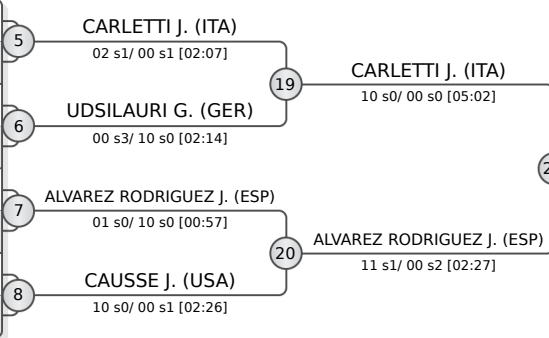 CARLETTI J. (ITA)
5
02 s1/ 00 s1 [02:07]
19
CARLETTI J. (ITA)
10 s0/ 00 s0 [05:02]
UDSILAURI G. (GER)
6
00 s3/ 10 s0 [02:14]
ALVAREZ RODRIGUEZ J. (ESP)
7
01 s0/ 10 s0 [00:57]
20
ALVAREZ RODRIGUEZ J. (ESP)
11 s1/ 00 s2 [02:27]
CAUSSE J. (USA)
8
10 s0/ 00 s1 [02:26]